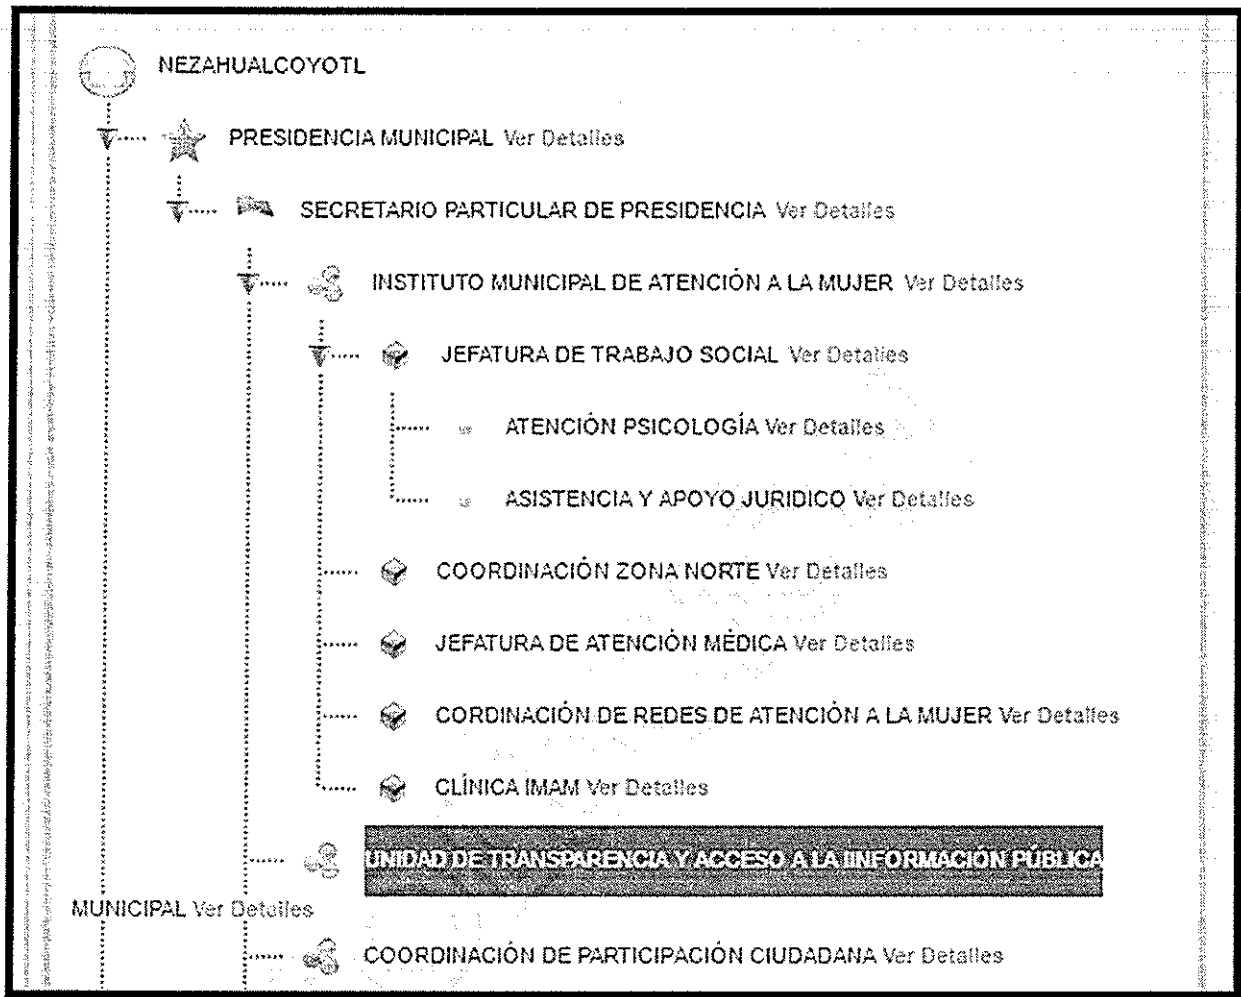 NEZAHUALCOYOTL
PRESIDENCIA MUNICIPAL Ver Detalles
SECRETARIO PARTICULAR DE PRESIDENCIA Ver Detalles
INSTITUTO MUNICIPAL DE ATENCIÓN A LA MUJER Ver Detalles
JEFATURA DE TRABAJO SOCIAL Ver Detalles
ATENCIÓN PSICOLOGÍA Ver Detalles
ASISTENCIA Y APOYO JURIDICO Ver Detalles
COORDINACIÓN ZONA NORTE Ver Detalles
JEFATURA DE ATENCIÓN MÉDICA Ver Detalles
CORDINACIÓN DE REDES DE ATENCIÓN A LA MUJER Ver Detalles
CLÍNICA IMAM Ver Detalles
UNIDAD DE TRANSPARENCIA Y ACCESO A LA IINFORMACIÓN PÚBLICA
MUNICIPAL Ver Detalles
COORDINACIÓN DE PARTICIPACIÓN CIUDADANA Ver Detalles